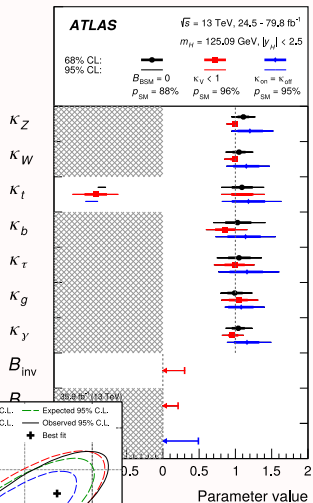 ATLAS
√s = 13 TeV, 24.5 - 79.8 fb⁻¹
m_H = 125.09 GeV, |y_H| < 2.5
68% CL:
95% CL:
B_BSM = 0 κ_V < 1 κ_on = κ_off
p_SM = 88% p_SM = 96% p_SM = 95%
κ_Z
κ_W
κ_t
κ_b
κ_τ
κ_g
κ_γ
B_inv
35.9 fb⁻¹ (13 TeV)
C.L. Expected 95% C.L.
C.L. Observed 95% C.L.
Best fit
0.5 0 0.5 1 1.5 2
Parameter value